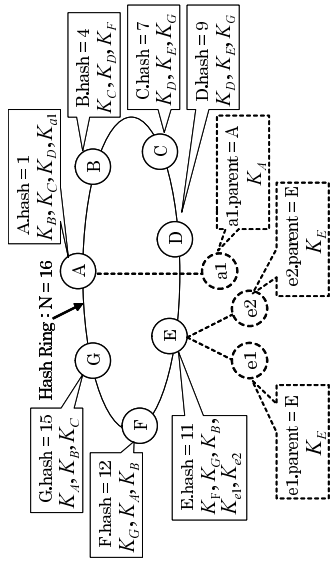 Hash Ring : N = 16
A.hash = 1
K_B, K_C, K_D, K_a1
B.hash = 4
K_C, K_D, K_F
C.hash = 7
K_D, K_E, K_G
D.hash = 9
K_D, K_E, K_G
E.hash = 11
K_F, K_G, K_B,
K_e1, K_e2
F.hash = 12
K_G, K_A, K_B
G.hash = 15
K_A, K_B, K_C
A
B
C
D
E
F
G
a1
e2
e1
a1.parent = A
K_A
e2.parent = E
K_E
e1.parent = E
K_E